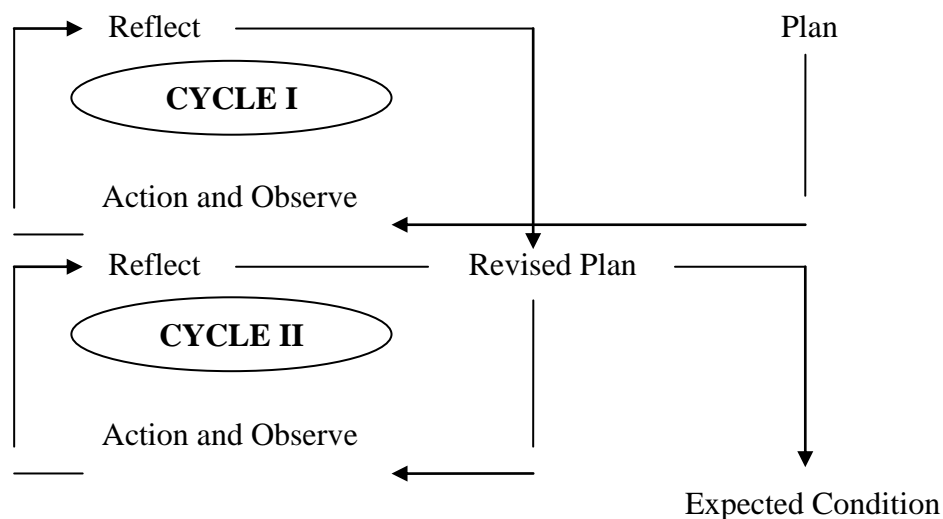 Reflect Plan
CYCLE I
Action and Observe
Reflect Revised Plan
CYCLE II
Action and Observe
Expected Condition